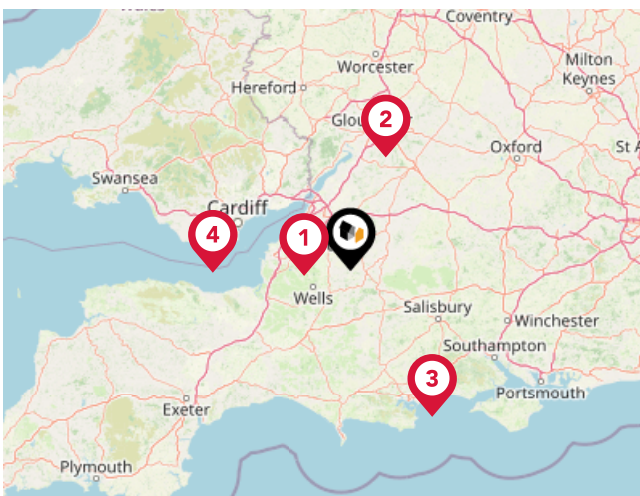 Coventry
Worcester
Milton
Keynes
Hereford
2
Oxford
St A
Swansea
Cardiff
4
1
Wells
Salisbury
Winchester
Southampton
3
Portsmouth
Exeter
Plymouth